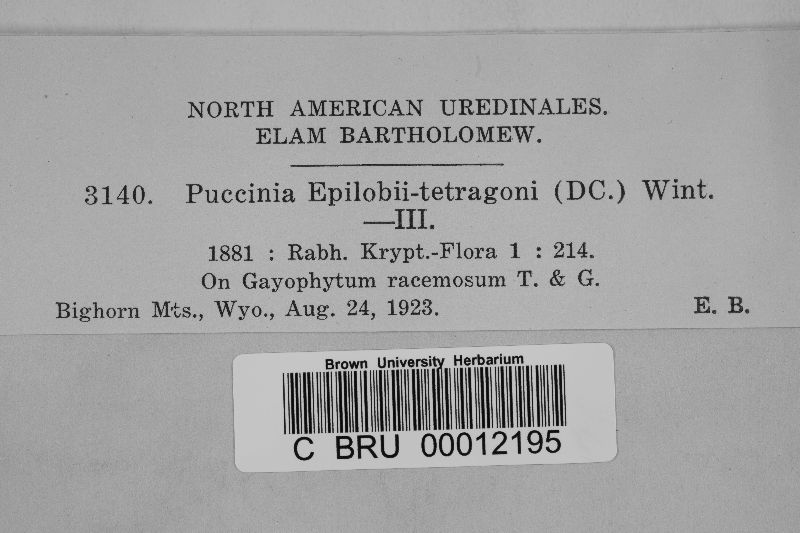 NORTH AMERICAN UREDINALES.
ELAM BARTHOLOMEW.
3140. Puccinia Epilobii-tetragoni (DC.) Wint.
—III.
1881 : Rabh. Krypt.-Flora 1 : 214.
On Gayophytum racemosum T. & G.
Bighorn Mts., Wyo., Aug. 24, 1923. E. B.
Brown University Herbarium
C BRU 00012195